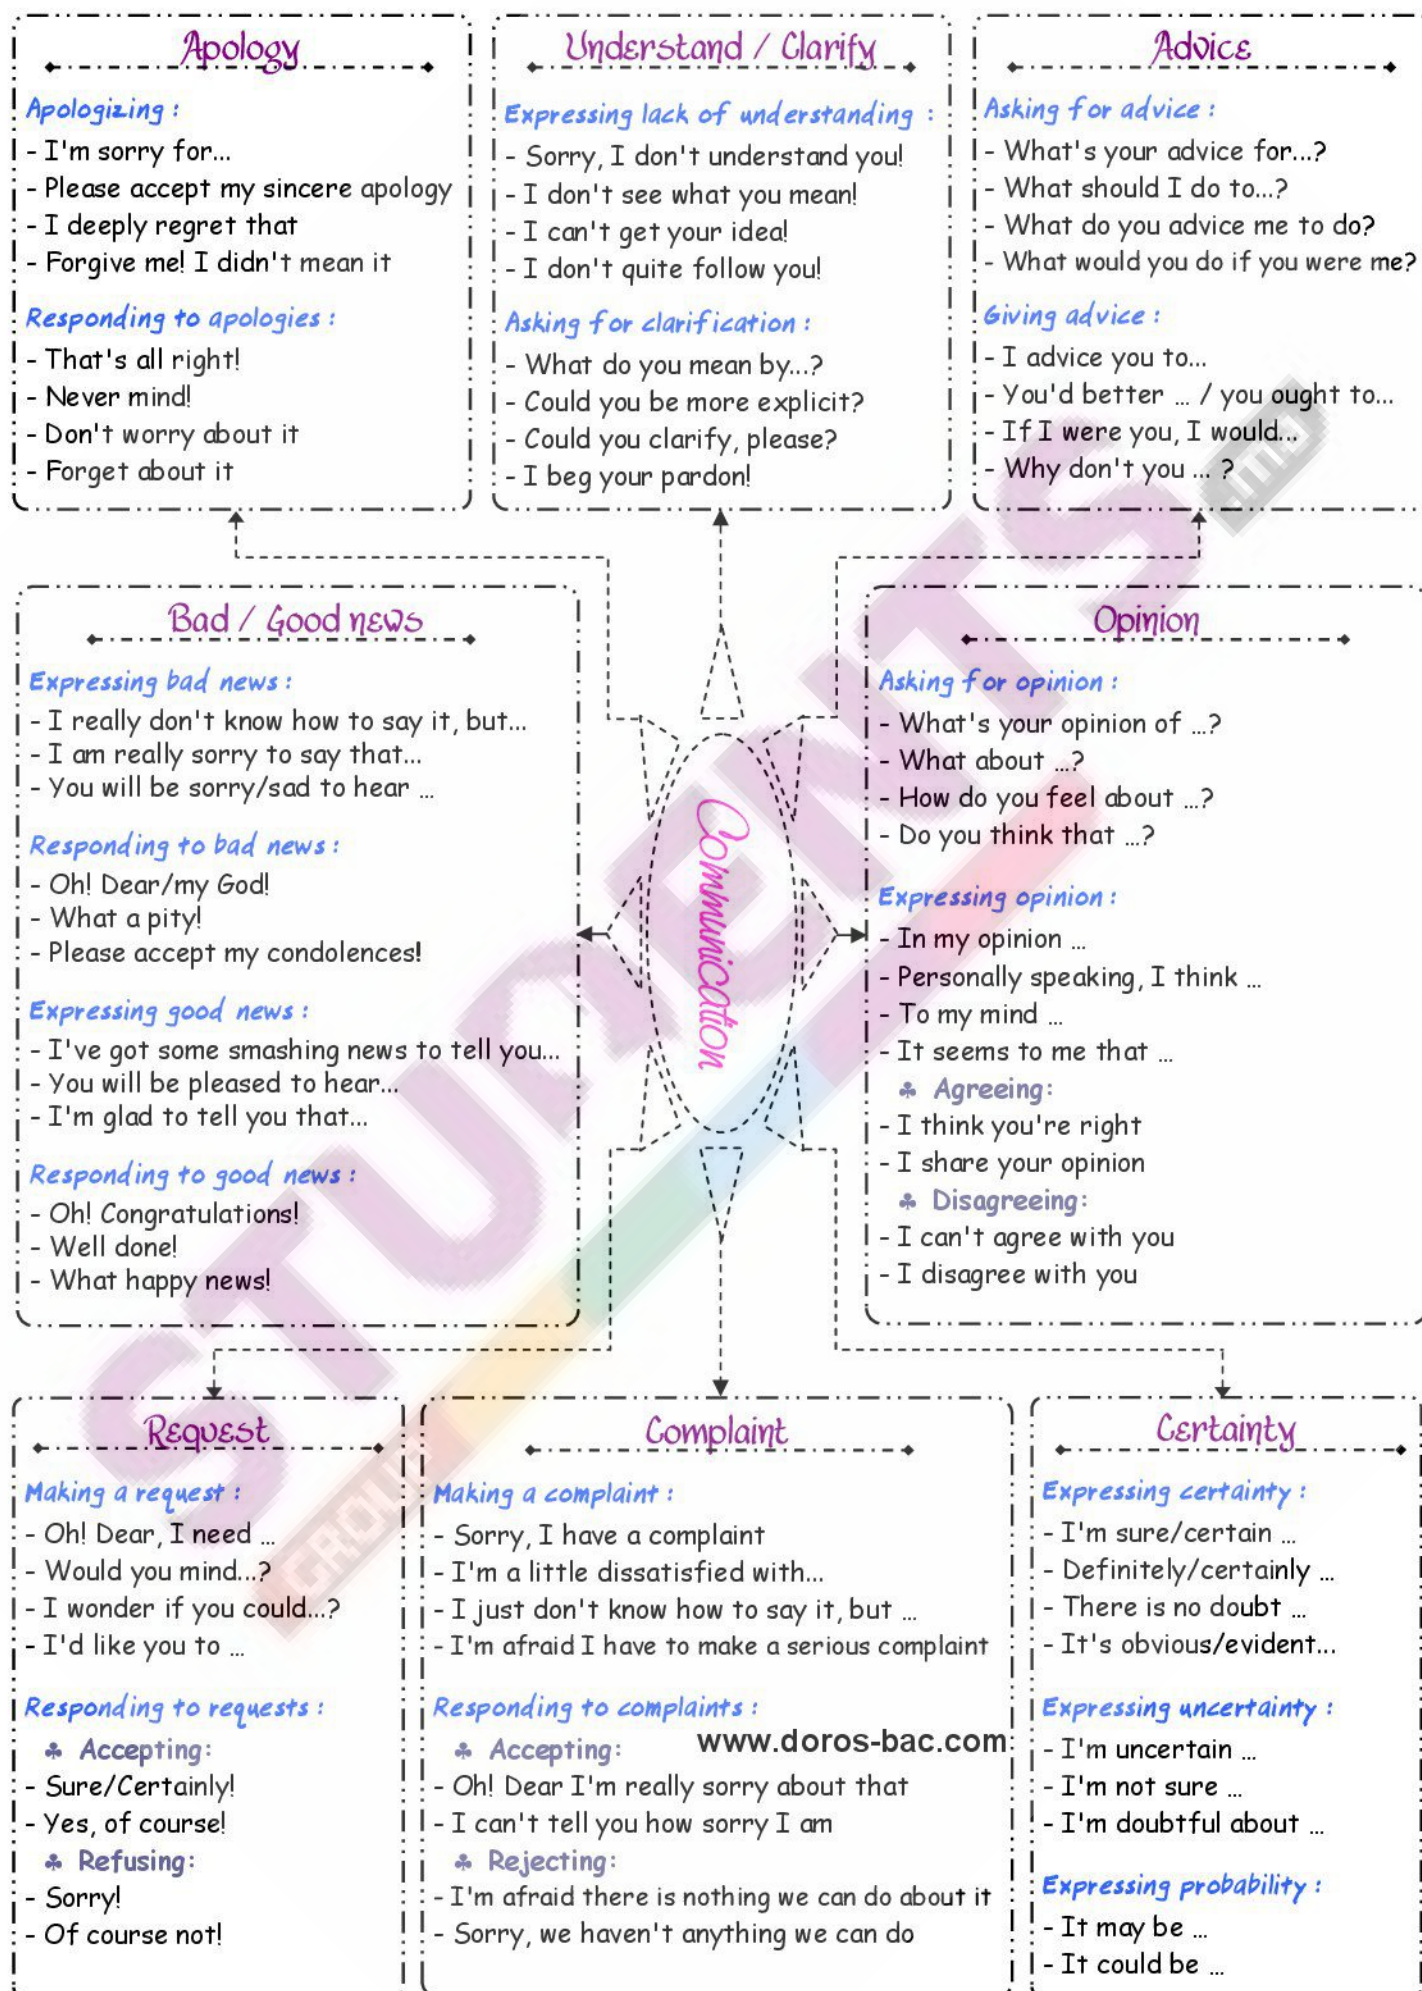 Apology
Apologizing :
- I'm sorry for...
- Please accept my sincere apology
- I deeply regret that
- Forgive me! I didn't mean it
Responding to apologies :
- That's all right!
- Never mind!
- Don't worry about it
- Forget about it
Understand / Clarify
Expressing lack of understanding :
- Sorry, I don't understand you!
- I don't see what you mean!
- I can't get your idea!
- I don't quite follow you!
Asking for clarification :
- What do you mean by...?
- Could you be more explicit?
- Could you clarify, please?
- I beg your pardon!
Advice
Asking for advice :
- What's your advice for...?
- What should I do to...?
- What do you advice me to do?
- What would you do if you were me?
Giving advice :
- I advice you to...
- You'd better ... / you ought to...
- If I were you, I would...
- Why don't you ... ?
Bad / Good news
Expressing bad news :
- I really don't know how to say it, but...
- I am really sorry to say that...
- You will be sorry/sad to hear ...
Responding to bad news :
- Oh! Dear/my God!
- What a pity!
- Please accept my condolences!
Expressing good news :
- I've got some smashing news to tell you...
- You will be pleased to hear...
- I'm glad to tell you that...
Responding to good news :
- Oh! Congratulations!
- Well done!
- What happy news!
Communication
Opinion
Asking for opinion :
- What's your opinion of ...?
- What about ...?
- How do you feel about ...?
- Do you think that ...?
Expressing opinion :
- In my opinion ...
- Personally speaking, I think ...
- To my mind ...
- It seems to me that ...
♣ Agreeing:
- I think you're right
- I share your opinion
♣ Disagreeing:
- I can't agree with you
- I disagree with you
Request
Making a request :
- Oh! Dear, I need ...
- Would you mind...?
- I wonder if you could...?
- I'd like you to ...
Responding to requests :
♣ Accepting:
- Sure/Certainly!
- Yes, of course!
♣ Refusing:
- Sorry!
- Of course not!
Complaint
Making a complaint :
- Sorry, I have a complaint
- I'm a little dissatisfied with...
- I just don't know how to say it, but ...
- I'm afraid I have to make a serious complaint
Responding to complaints :
www.doros-bac.com
♣ Accepting:
- Oh! Dear I'm really sorry about that
- I can't tell you how sorry I am
♣ Rejecting:
- I'm afraid there is nothing we can do about it
- Sorry, we haven't anything we can do
Certainty
Expressing certainty :
- I'm sure/certain ...
- Definitely/certainly ...
- There is no doubt ...
- It's obvious/evident...
Expressing uncertainty :
- I'm uncertain ...
- I'm not sure ...
- I'm doubtful about ...
Expressing probability :
- It may be ...
- It could be ...
STUDENTS
GROUP